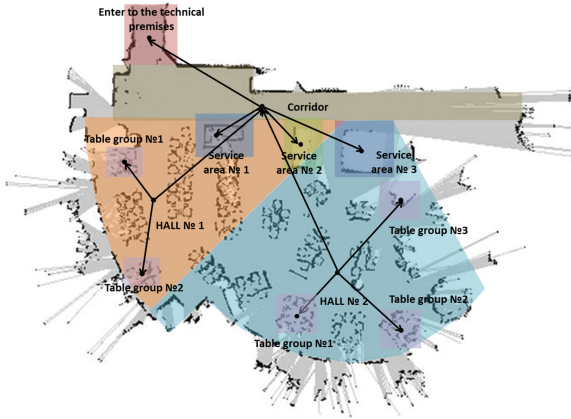 Enter to the technical
premises
Corridor
Table group №1
Service
area № 1
Service
area № 2
Service
area № 3
HALL № 1
Table group №3
Table group №2
HALL № 2
Table group №2
Table group №1